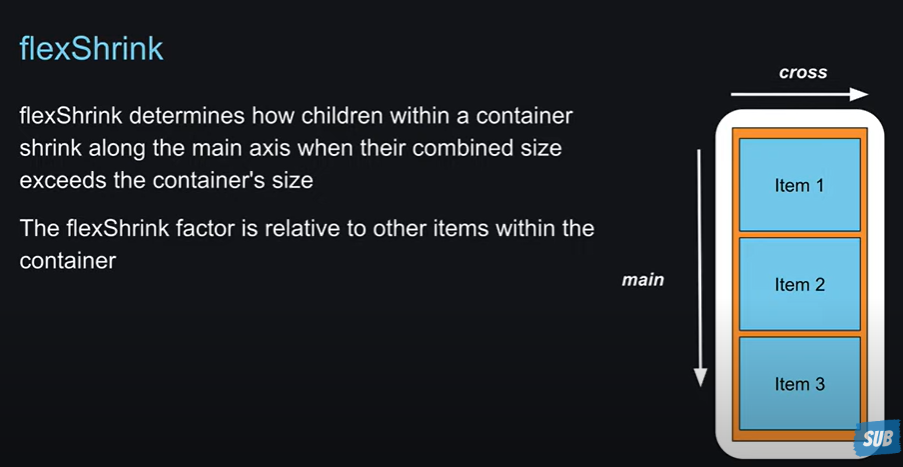 flexShrink
flexShrink determines how children within a container
shrink along the main axis when their combined size
exceeds the container's size
The flexShrink factor is relative to other items within the
container
cross
main
Item 1
Item 2
Item 3
SUB